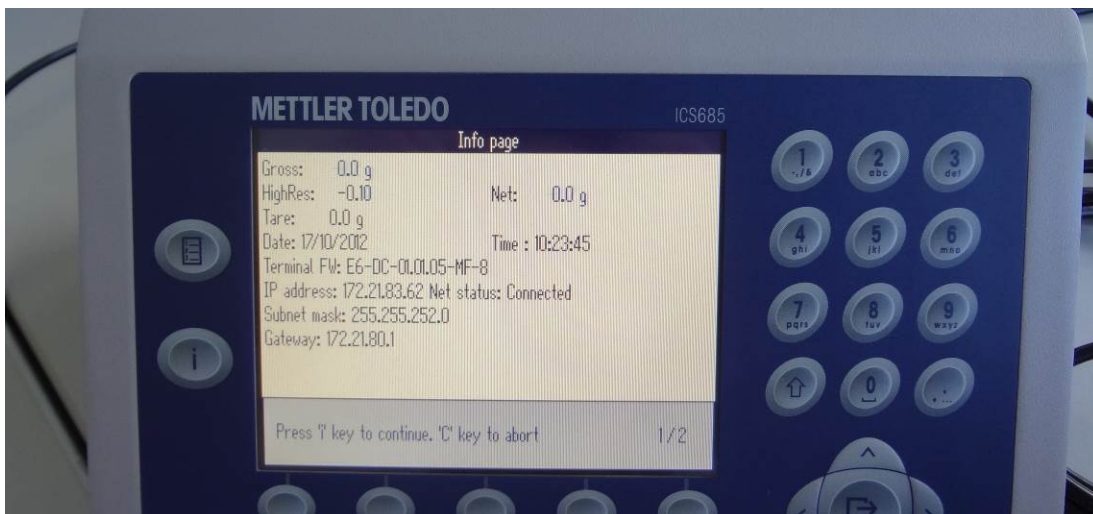 METTLER TOLEDO
ICS685
Info page
Gross: 0.0 g
HighRes: -0.10 Net: 0.0 g
Tare: 0.0 g
Date: 17/10/2012 Time : 10:23:45
Terminal FW: E6-DC-01.01.05-MF-8
IP address: 172.21.83.62 Net status: Connected
Subnet mask: 255.255.252.0
Gateway: 172.21.80.1
Press 'i' key to continue. 'C' key to abort 1/2
i
1 2 3
abc def
4 5 6
ghi jkl mno
7 8 9
pqrs tuv wxyz
0